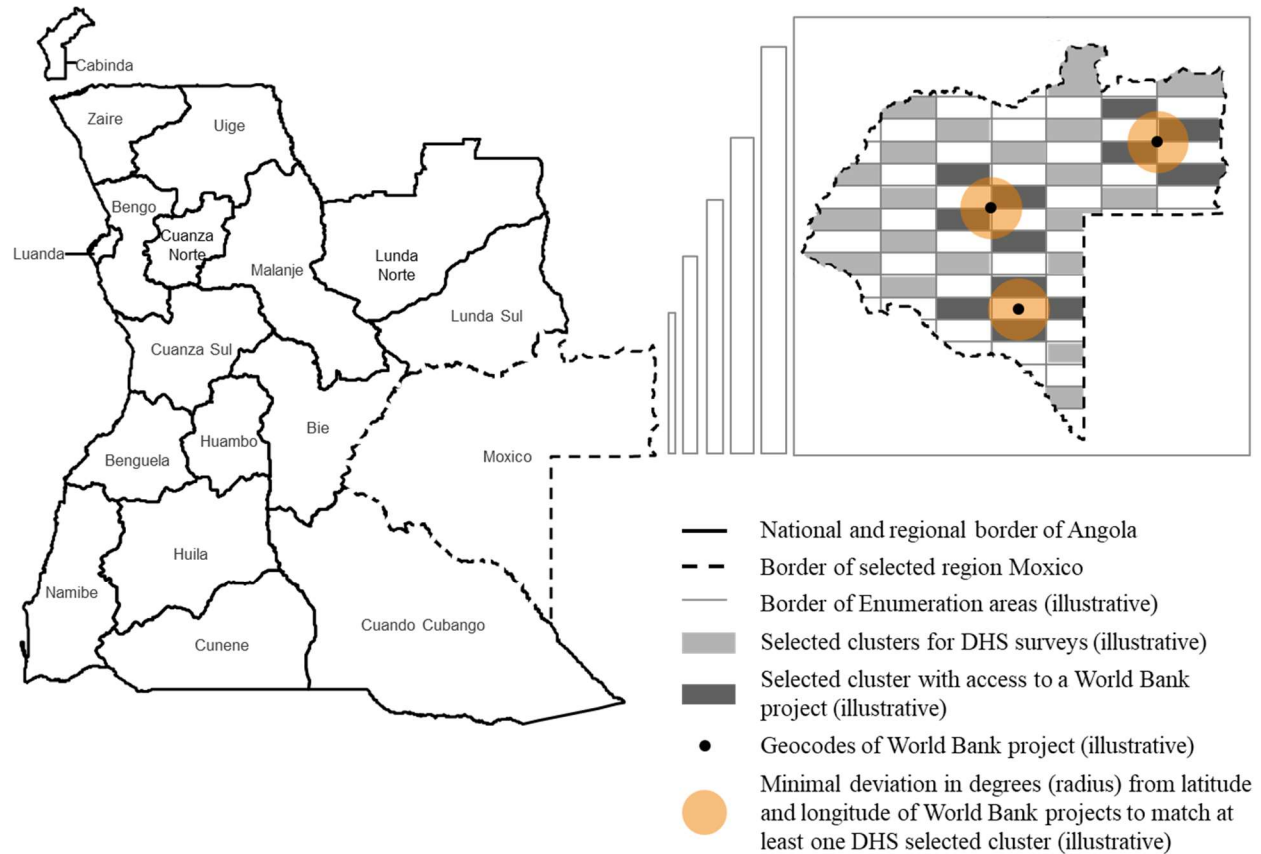 Cabinda
Zaire
Uige
Bengo
Cuanza
Norte
Luanda
Malanje
Lunda
Norte
Lunda Sul
Cuanza Sul
Bie
Huambo
Benguela
Moxico
Huila
Namibe
Cunene
Cuando Cubango
National and regional border of Angola
Border of selected region Moxico
Border of Enumeration areas (illustrative)
Selected clusters for DHS surveys (illustrative)
Selected cluster with access to a World Bank
project (illustrative)
Geocodes of World Bank project (illustrative)
Minimal deviation in degrees (radius) from latitude
and longitude of World Bank projects to match at
least one DHS selected cluster (illustrative)